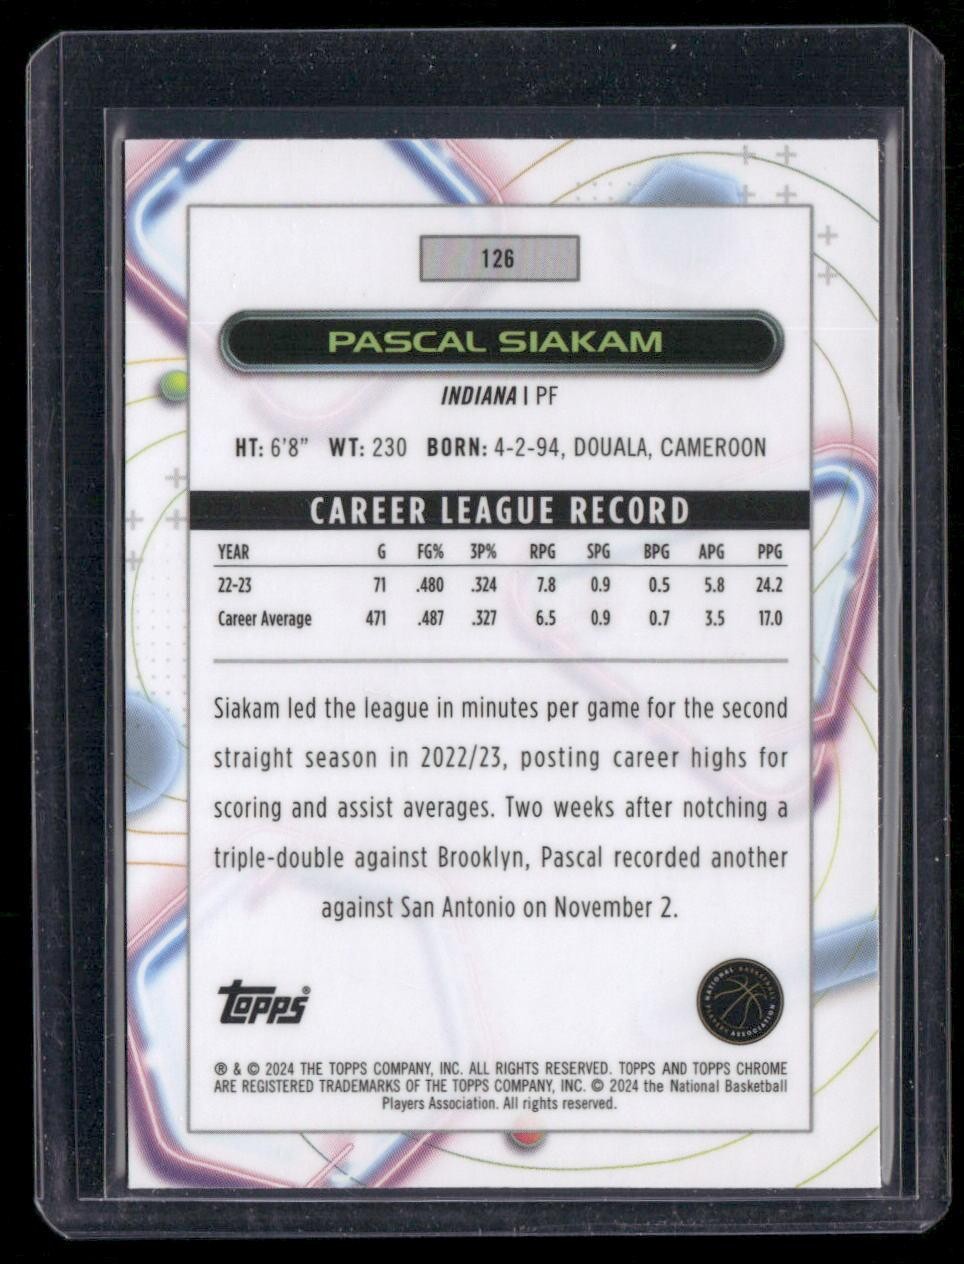 126
PASCAL SIAKAM
INDIANA | PF
HT: 6'8" WT: 230 BORN: 4-2-94, DOUALA, CAMEROON
CAREER LEAGUE RECORD
YEAR G FG% 3P% RPG SPG BPG APG PPG
22-23 71 .480 .324 7.8 0.9 0.5 5.8 24.2
Career Average 471 .487 .327 6.5 0.9 0.7 3.5 17.0
Siakam led the league in minutes per game for the second
straight season in 2022/23, posting career highs for
scoring and assist averages. Two weeks after notching a
triple-double against Brooklyn, Pascal recorded another
against San Antonio on November 2.
Topps®
NATIONAL BASKETBALL PLAYERS ASSOCIATION
® & © 2024 THE TOPPS COMPANY, INC. ALL RIGHTS RESERVED. TOPPS AND TOPPS CHROME
ARE REGISTERED TRADEMARKS OF THE TOPPS COMPANY, INC. © 2024 the National Basketball
Players Association. All rights reserved.